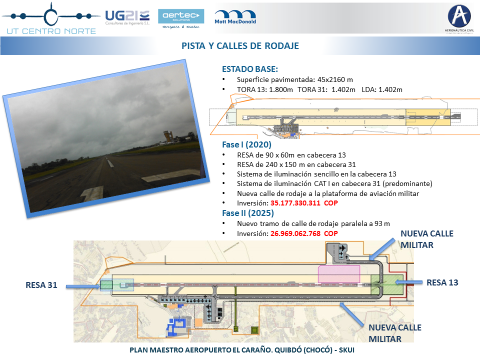 UT CENTRO NORTE
UG21
Consultores de Ingeniería S.L.
aertec
Aeropuerto & Aviación
Mott MacDonald
AERONÁUTICA CIVIL
PISTA Y CALLES DE RODAJE
ESTADO BASE:
• Superficie pavimentada: 45x2160 m
• TORA 13: 1.800m TORA 31: 1.402m LDA: 1.402m
Fase I (2020)
• RESA de 90 x 60m en cabecera 13
• RESA de 240 x 150 m en cabecera 31
• Sistema de iluminación sencillo en la cabecera 13
• Sistema de iluminación CAT I en cabecera 31 (predominante)
• Nueva calle de rodaje a la plataforma de aviación militar
• Inversión: 35.177.330.311 COP
Fase II (2025)
• Nuevo tramo de calle de rodaje paralela a 93 m
• Inversión: 26.969.062.768 COP
NUEVA CALLE
MILITAR
RESA 31
RESA 13
NUEVA CALLE
MILITAR
PLAN MAESTRO AEROPUERTO EL CARAÑO. QUIBDÓ (CHOCÓ) - SKUI